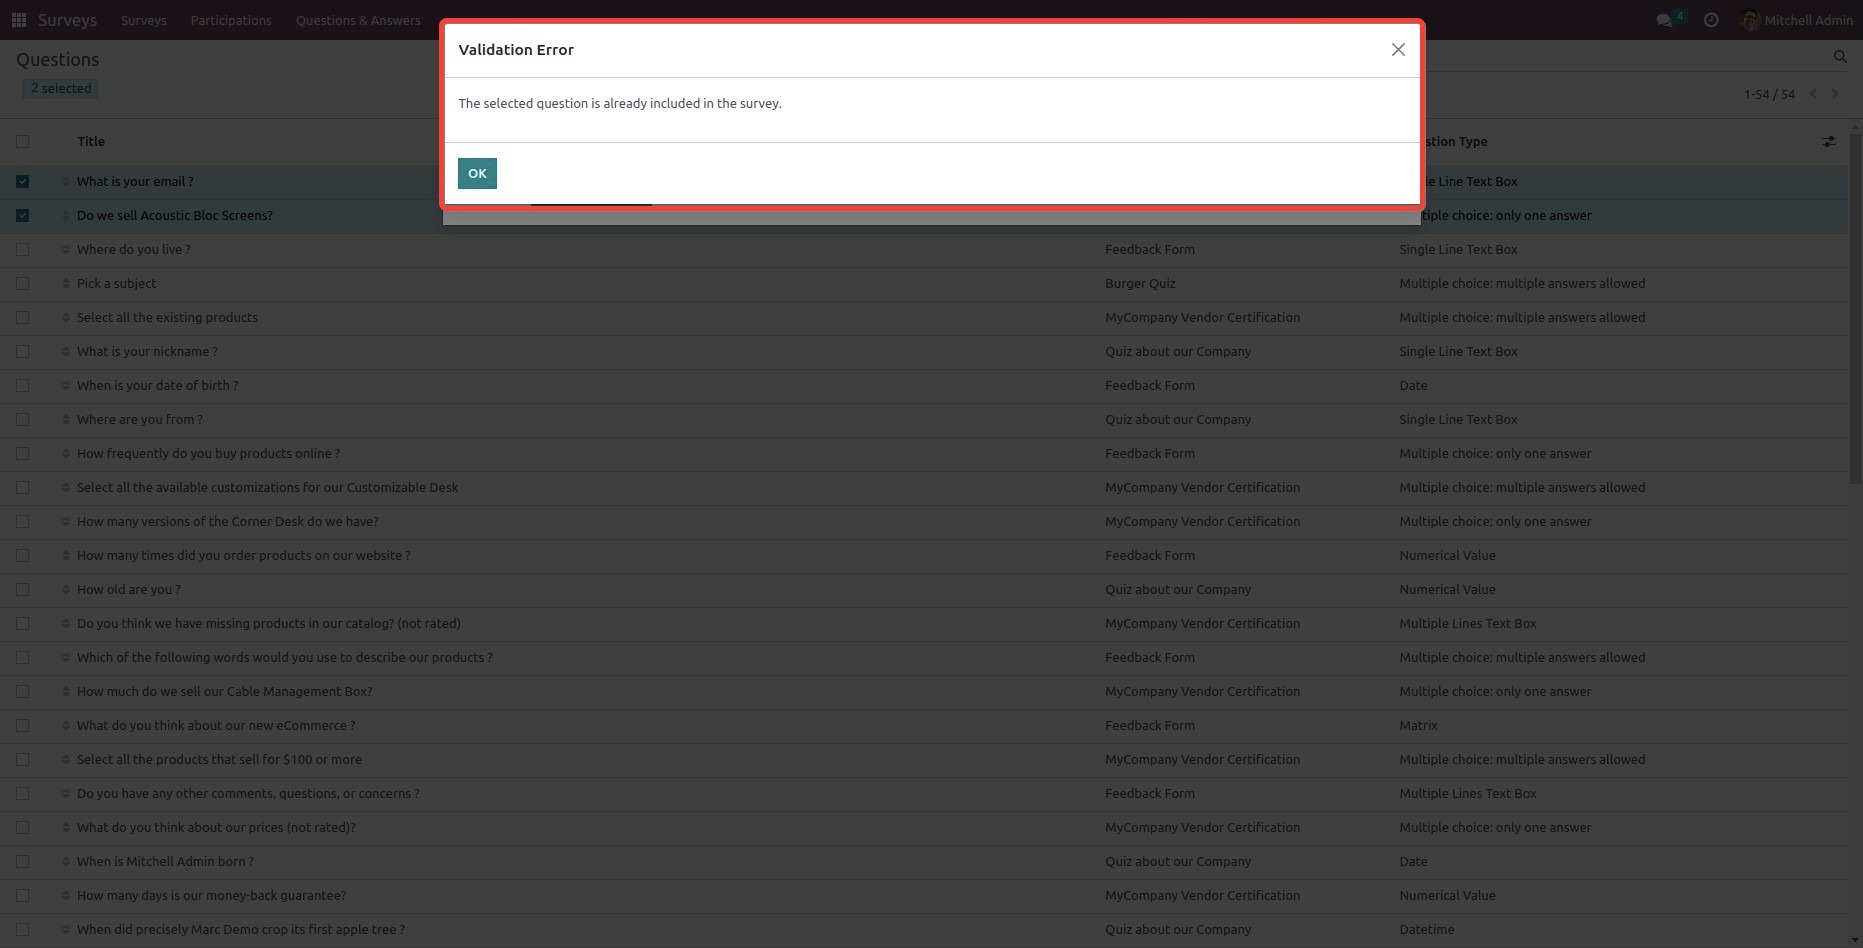 Surveys Surveys Participations Questions & Answers 4 Mitchell Admin
Questions
2 selected
1-54 / 54
Validation Error
The selected question is already included in the survey.
OK
Title stion Type
What is your email ? le Line Text Box
Do we sell Acoustic Bloc Screens? tiple choice: only one answer
Where do you live ? Feedback Form Single Line Text Box
Pick a subject Burger Quiz Multiple choice: multiple answers allowed
Select all the existing products MyCompany Vendor Certification Multiple choice: multiple answers allowed
What is your nickname ? Quiz about our Company Single Line Text Box
When is your date of birth ? Feedback Form Date
Where are you from ? Quiz about our Company Single Line Text Box
How frequently do you buy products online ? Feedback Form Multiple choice: only one answer
Select all the available customizations for our Customizable Desk MyCompany Vendor Certification Multiple choice: multiple answers allowed
How many versions of the Corner Desk do we have? MyCompany Vendor Certification Multiple choice: only one answer
How many times did you order products on our website ? Feedback Form Numerical Value
How old are you ? Quiz about our Company Numerical Value
Do you think we have missing products in our catalog? (not rated) MyCompany Vendor Certification Multiple Lines Text Box
Which of the following words would you use to describe our products ? Feedback Form Multiple choice: multiple answers allowed
How much do we sell our Cable Management Box? MyCompany Vendor Certification Multiple choice: only one answer
What do you think about our new eCommerce ? Feedback Form Matrix
Select all the products that sell for $100 or more MyCompany Vendor Certification Multiple choice: multiple answers allowed
Do you have any other comments, questions, or concerns ? Feedback Form Multiple Lines Text Box
What do you think about our prices (not rated)? MyCompany Vendor Certification Multiple choice: only one answer
When is Mitchell Admin born ? Quiz about our Company Date
How many days is our money-back guarantee? MyCompany Vendor Certification Numerical Value
When did precisely Marc Demo crop its first apple tree ? Quiz about our Company Datetime